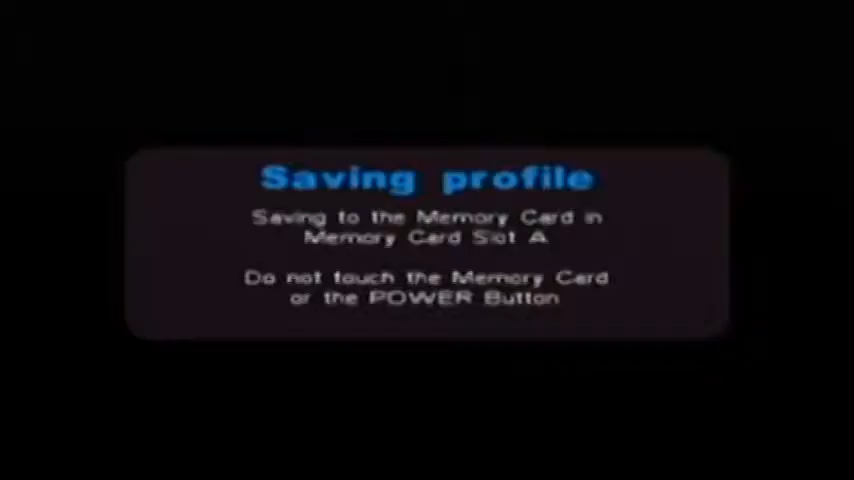 Saving profile
Saving to the Memory Card in
Memory Card Slot A
Do not touch the Memory Card
or the POWER Button